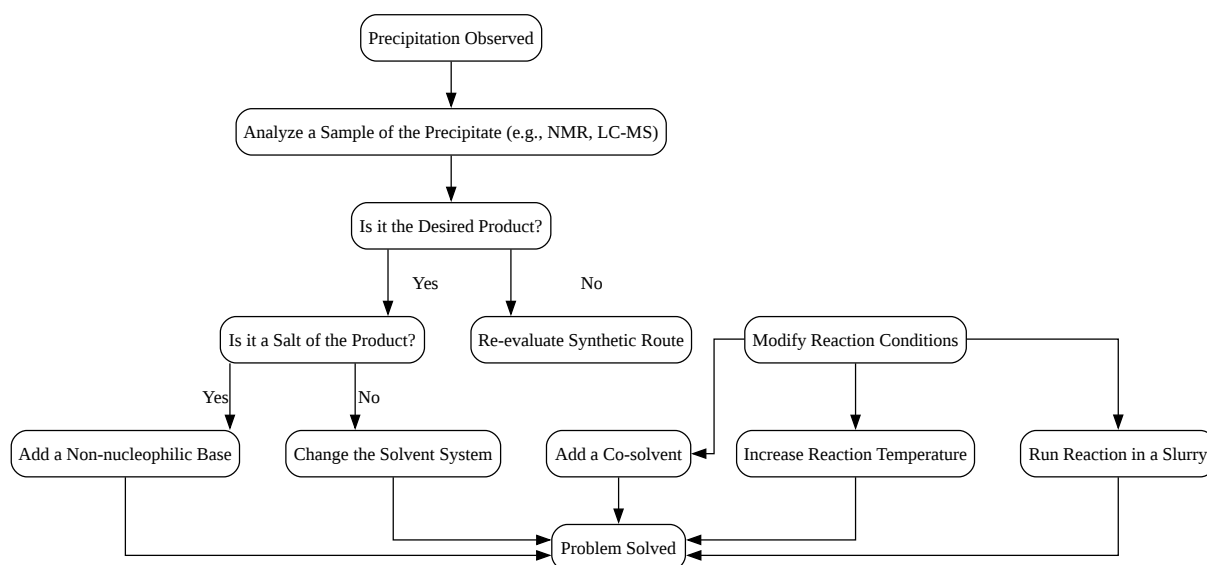 Precipitation Observed
Analyze a Sample of the Precipitate (e.g., NMR, LC-MS)
Is it the Desired Product?
Yes
No
Is it a Salt of the Product?
Re-evaluate Synthetic Route
Modify Reaction Conditions
Yes
No
Add a Non-nucleophilic Base
Change the Solvent System
Add a Co-solvent
Increase Reaction Temperature
Run Reaction in a Slurry
Problem Solved